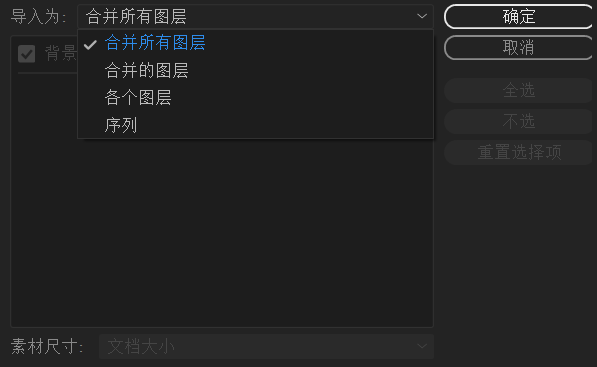 导入为: 合并所有图层 确定
合并所有图层 取消
背景
合并的图层
各个图层 全选
序列 不选
重置选择项
素材尺寸: 文档大小